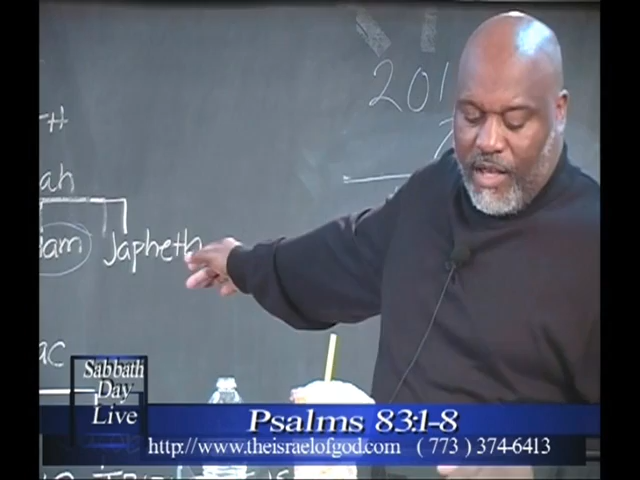 201
ah
Japheth
Sabbath
Day
Live
Psalms 83:1-8
http://www.theisraelofgod.com (773) 374-6413